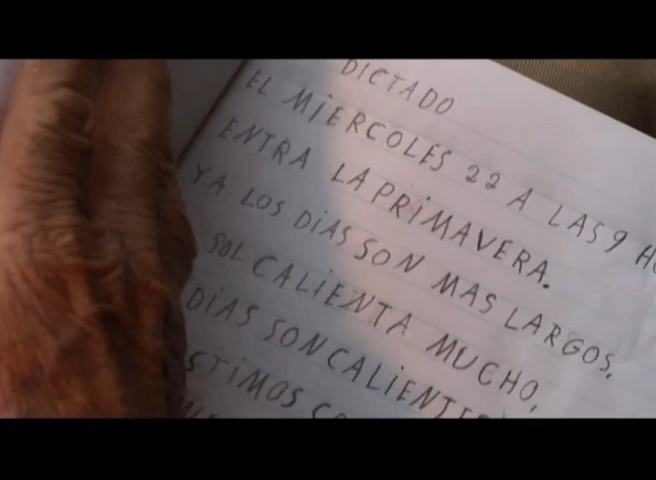 DICTADO
EL MiERCOLES 22 A LAS 9
ENTRA LA PRiMAVERA.
YA LOS DiAS SON MAS LARGOS,
SOL CALiENTA MUCHO,
DiAS SON CALiENTES